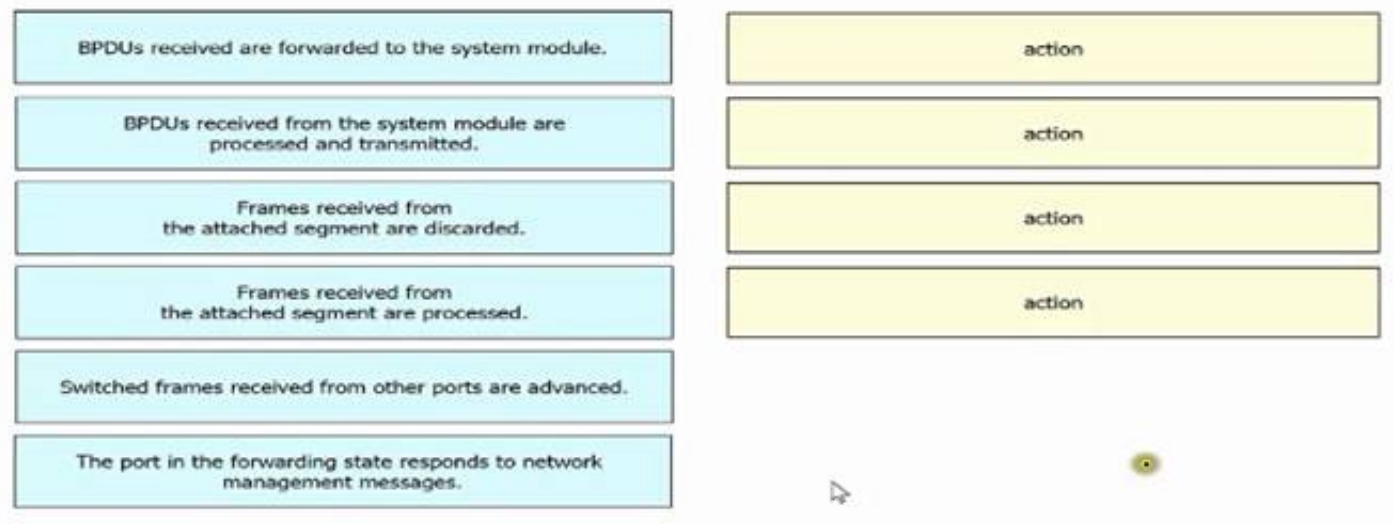 BPDUs received are forwarded to the system module.
BPDUs received from the system module are
processed and transmitted.
Frames received from
the attached segment are discarded.
Frames received from
the attached segment are processed.
Switched frames received from other ports are advanced.
The port in the forwarding state responds to network
management messages.
action
action
action
action